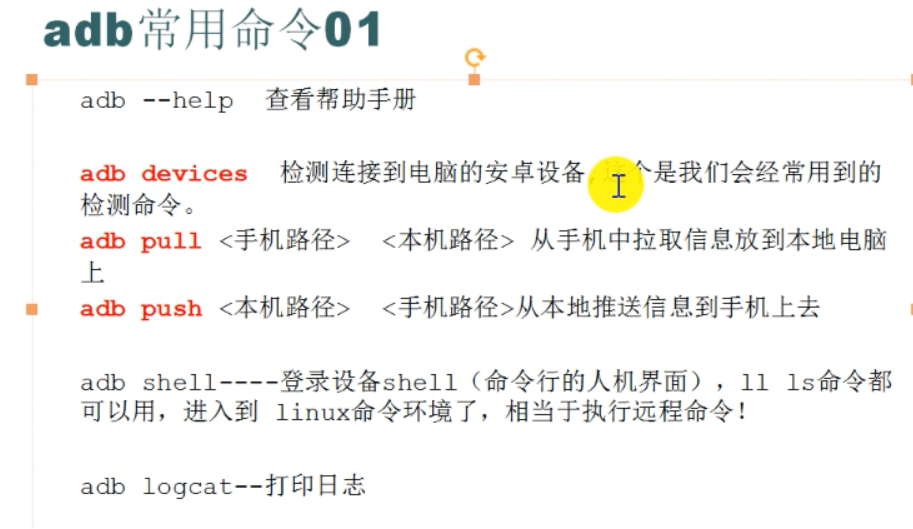 adb常用命令01
adb --help 查看帮助手册
adb devices 检测连接到电脑的安卓设备,这个是我们会经常用到的
检测命令。
adb pull <手机路径> <本机路径> 从手机中拉取信息放到本地电脑
上
adb push <本机路径> <手机路径>从本地推送信息到手机上去
adb shell----登录设备shell（命令行的人机界面），ll ls命令都
可以用，进入到 linux命令环境了，相当于执行远程命令！
adb logcat--打印日志